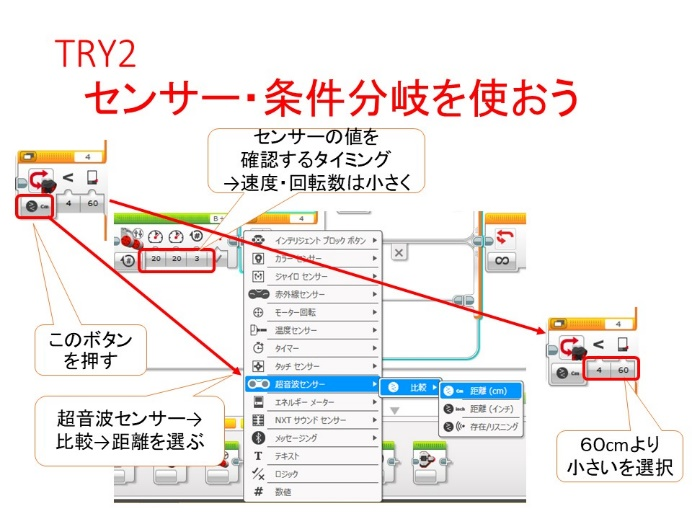 TRY2
センサー・条件分岐を使おう
センサーの値を
確認するタイミング
→速度・回転数は小さく
4
<
cm
4 60
B+
4
20 20 3
インテリジェント ブロック ボタン
カラー センサー
ジャイロ センサー
赤外線センサー
モーター回転
温度センサー
タイマー
タッチ センサー
超音波センサー
エネルギー メーター
NXT サウンド センサー
メッセージング
T テキスト
ロジック
# 数値
比較
cm 距離 (cm)
inch 距離 (インチ)
存在/リスニング
∞
4
<
cm
4 60
このボタン
を押す
超音波センサー→
比較→距離を選ぶ
60cmより
小さいを選択